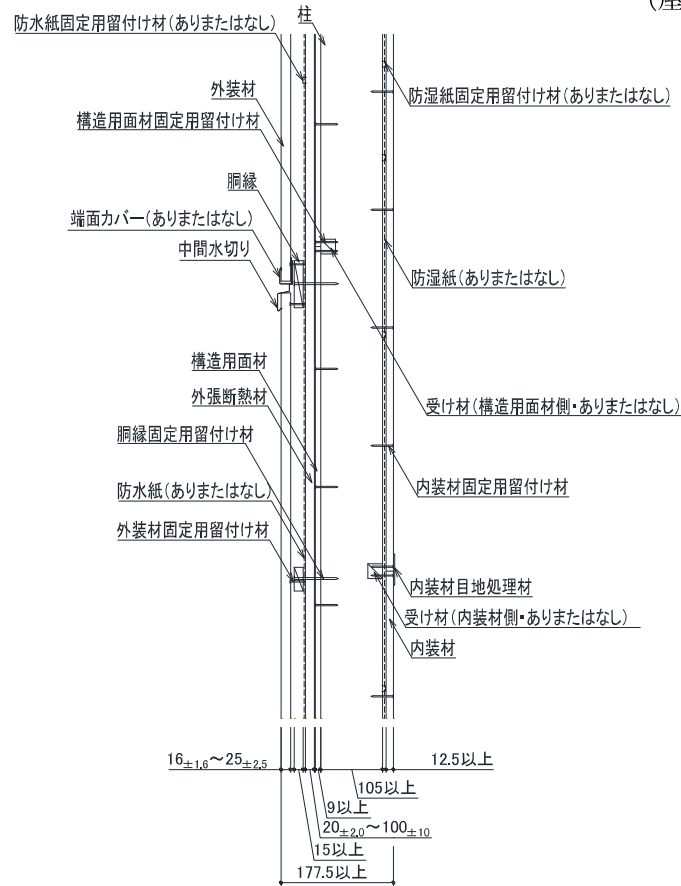 (屋
防水紙固定用留付け材(ありまたはなし)
柱
外装材
防湿紙固定用留付け材(ありまたはなし)
構造用面材固定用留付け材
胴縁
端面カバー(ありまたはなし)
中間水切り
防湿紙(ありまたはなし)
構造用面材
外張断熱材
受け材(構造用面材側・ありまたはなし)
胴縁固定用留付け材
防水紙(ありまたはなし)
内装材固定用留付け材
外装材固定用留付け材
内装材目地処理材
受け材(内装材側・ありまたはなし)
内装材
16±1.6～25±2.5
12.5以上
105以上
9以上
20±2.0～100±10
15以上
177.5以上